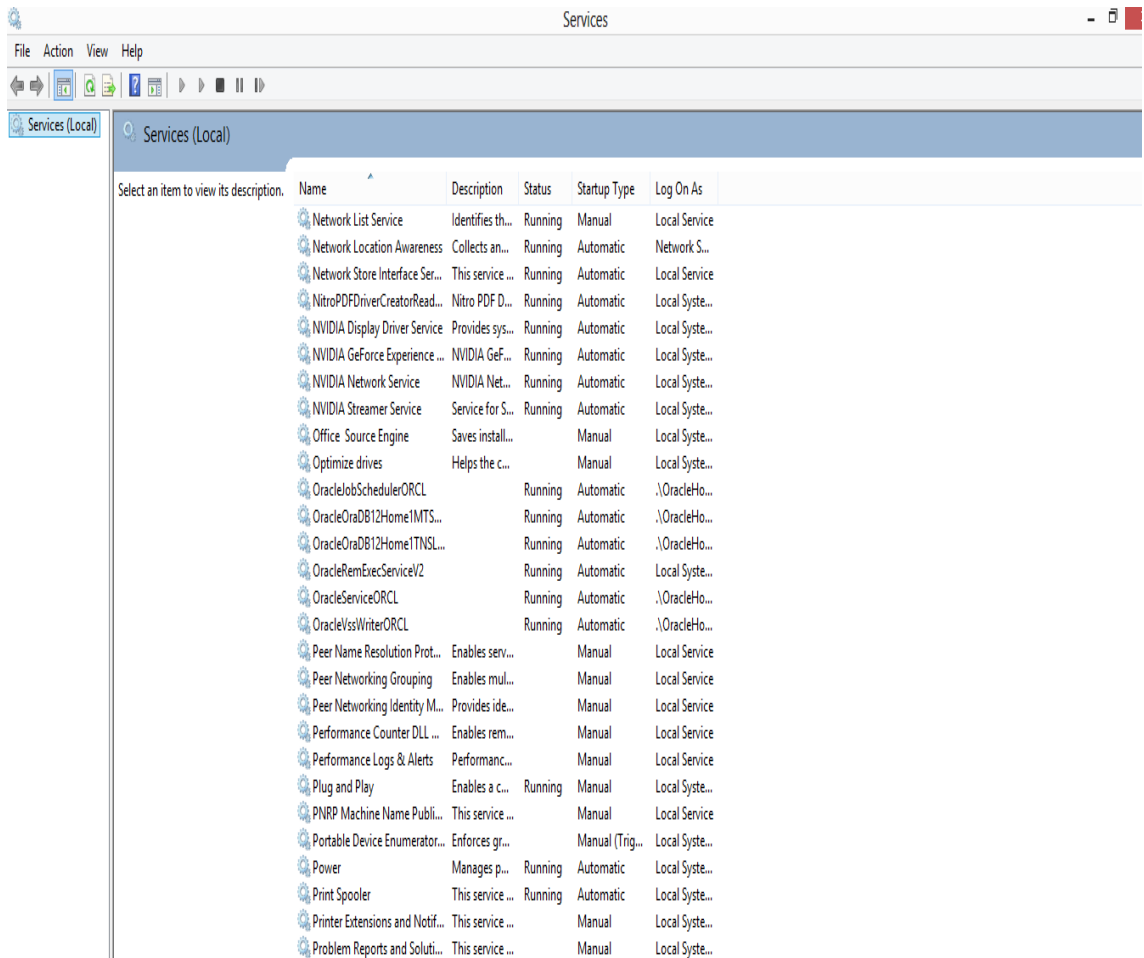 Services
File Action View Help
Services (Local)
Services (Local)
Select an item to view its description.
Name Description Status Startup Type Log On As
Network List Service Identifies th... Running Manual Local Service
Network Location Awareness Collects an... Running Automatic Network S...
Network Store Interface Ser... This service ... Running Automatic Local Service
NitroPDFDriverCreatorRead... Nitro PDF D... Running Automatic Local Syste...
NVIDIA Display Driver Service Provides sys... Running Automatic Local Syste...
NVIDIA GeForce Experience ... NVIDIA GeF... Running Automatic Local Syste...
NVIDIA Network Service NVIDIA Net... Running Automatic Local Syste...
NVIDIA Streamer Service Service for S... Running Automatic Local Syste...
Office Source Engine Saves install... Manual Local Syste...
Optimize drives Helps the c... Manual Local Syste...
OracleJobSchedulerORCL Running Automatic .\OracleHo...
OracleOraDB12Home1MTS... Running Automatic .\OracleHo...
OracleOraDB12Home1TNSL... Running Automatic .\OracleHo...
OracleRemExecServiceV2 Running Automatic Local Syste...
OracleServiceORCL Running Automatic .\OracleHo...
OracleVssWriterORCL Running Automatic .\OracleHo...
Peer Name Resolution Prot... Enables serv... Manual Local Service
Peer Networking Grouping Enables mul... Manual Local Service
Peer Networking Identity M... Provides ide... Manual Local Service
Performance Counter DLL ... Enables rem... Manual Local Service
Performance Logs & Alerts Performanc... Manual Local Service
Plug and Play Enables a c... Running Manual Local Syste...
PNRP Machine Name Publi... This service ... Manual Local Service
Portable Device Enumerator... Enforces gr... Manual (Trig... Local Syste...
Power Manages p... Running Automatic Local Syste...
Print Spooler This service ... Running Automatic Local Syste...
Printer Extensions and Notif... This service ... Manual Local Syste...
Problem Reports and Soluti... This service ... Manual Local Syste...